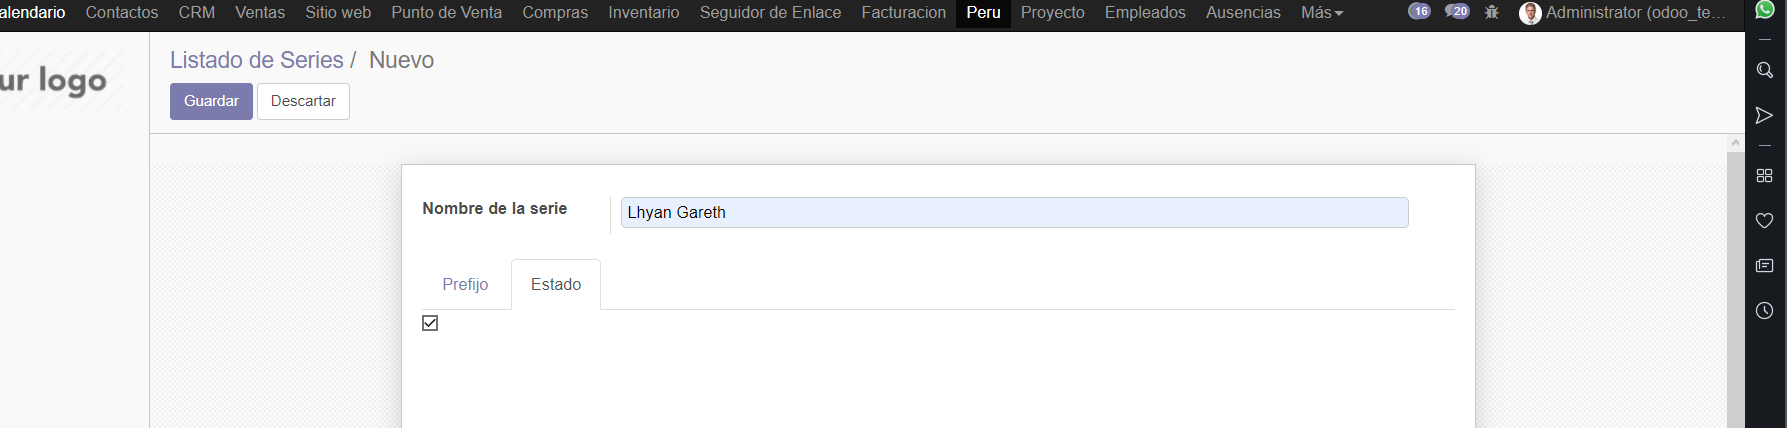 alendario Contactos CRM Ventas Sitio web Punto de Venta Compras Inventario Seguidor de Enlace Facturacion Peru Proyecto Empleados Ausencias Más 16 20 Administrator (odoo_te...
ur logo
Listado de Series / Nuevo
Guardar Descartar
Nombre de la serie Lhyan Gareth
Prefijo Estado